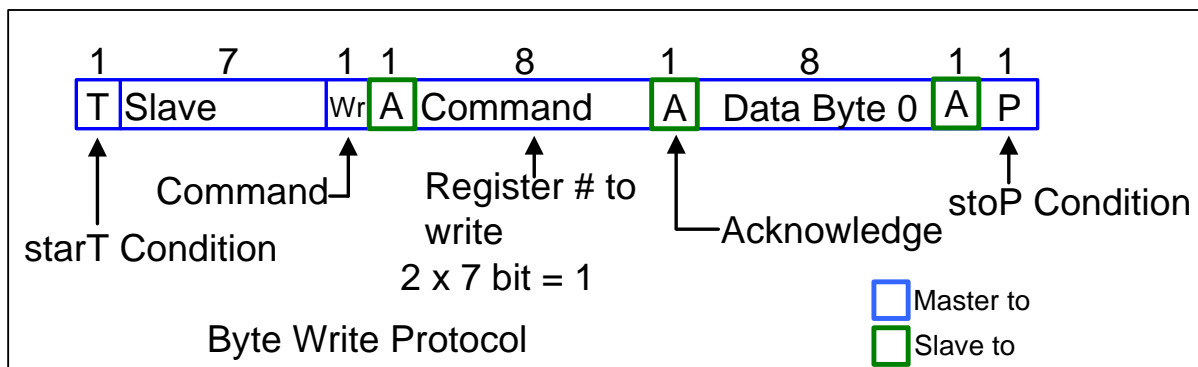 1 7 1 1 8 1 8 1 1
T Slave Wr A Command A Data Byte 0 A P
Command
Register # to
write
2 x 7 bit = 1
Acknowledge
stoP Condition
starT Condition
Byte Write Protocol
Master to
Slave to